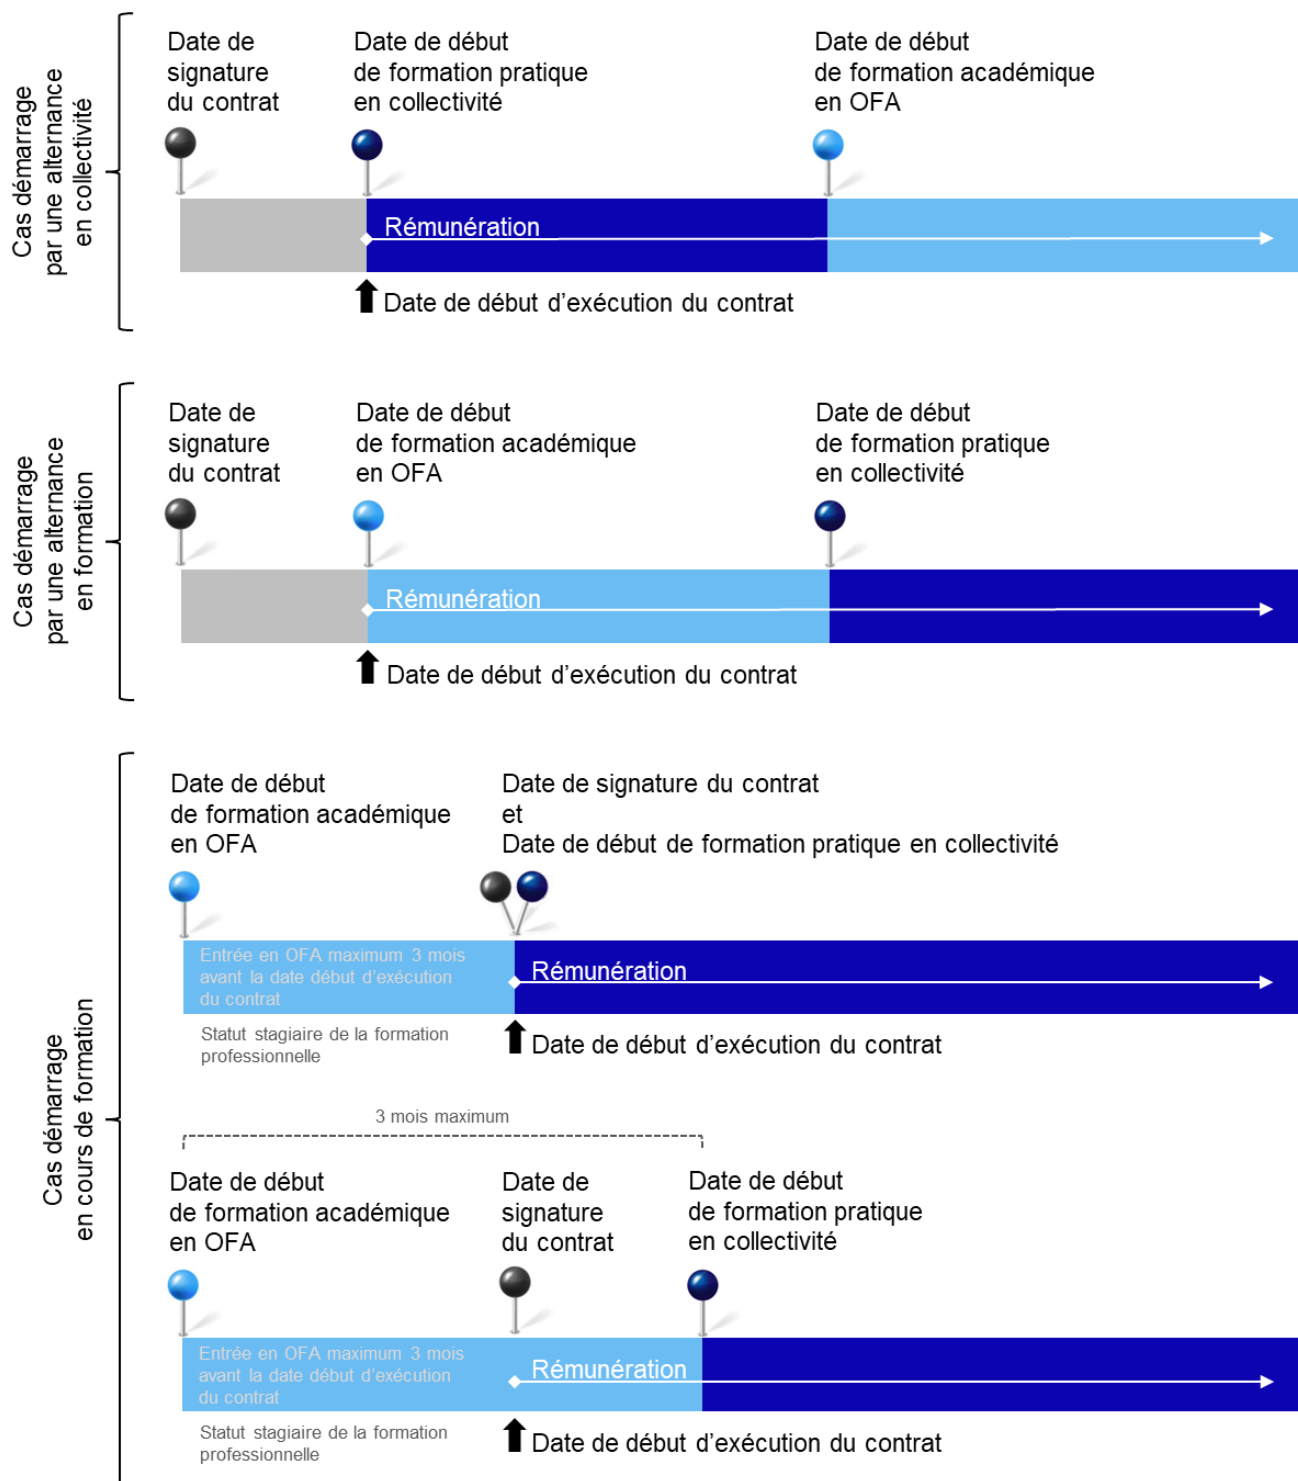 Cas démarrage
par une alternance
en collectivité
Date de
signature
du contrat
Date de début
de formation pratique
en collectivité
Date de début
de formation académique
en OFA
Rémunération
Date de début d'exécution du contrat
Cas démarrage
par une alternance
en formation
Date de
signature
du contrat
Date de début
de formation académique
en OFA
Date de début
de formation pratique
en collectivité
Rémunération
Date de début d'exécution du contrat
Cas démarrage
en cours de formation
Date de début
de formation académique
en OFA
Date de signature du contrat
et
Date de début de formation pratique en collectivité
Entrée en OFA maximum 3 mois
avant la date début d'exécution
du contrat
Rémunération
Statut stagiaire de la formation
professionnelle
Date de début d'exécution du contrat
3 mois maximum
Date de début
de formation académique
en OFA
Date de
signature
du contrat
Date de début
de formation pratique
en collectivité
Entrée en OFA maximum 3 mois
avant la date début d'exécution
du contrat
Rémunération
Statut stagiaire de la formation
professionnelle
Date de début d'exécution du contrat